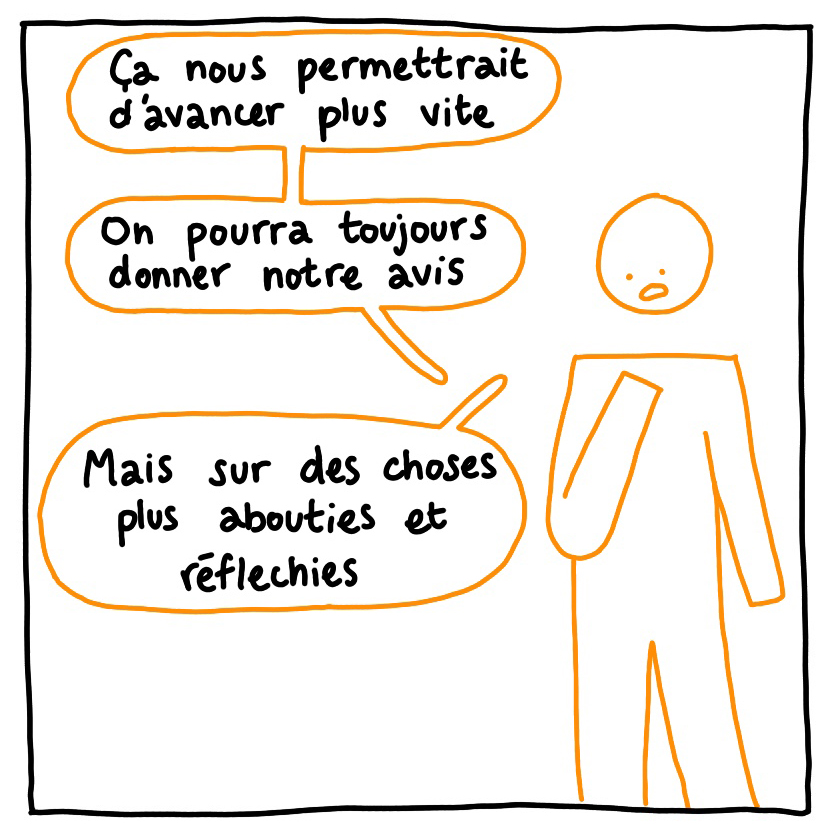 Ça nous permettrait
d'avancer plus vite
On pourra toujours
donner notre avis
Mais sur des choses
plus abouties et
réflechies